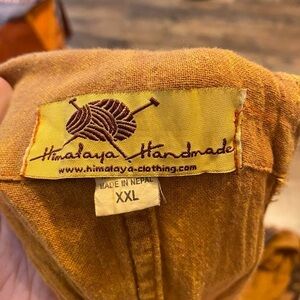 Himalaya Handmade
www.himalaya-clothing.com
MADE IN NEPAL
XXL